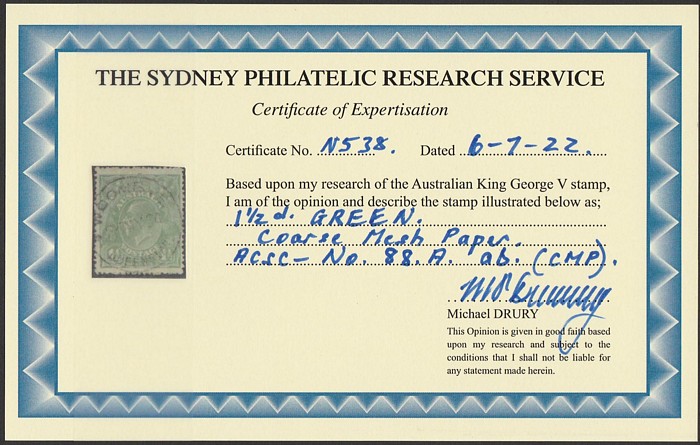 THE SYDNEY PHILATELIC RESEARCH SERVICE
Certificate of Expertisation
Certificate No. N538. Dated 6-7-22.
Based upon my research of the Australian King George V stamp,
I am of the opinion and describe the stamp illustrated below as;
1½d. GREEN.
Coarse Mesh Paper.
ACSC- No. 88.A. ab. (CMP).
Michael DRURY
This Opinion is given in good faith based
upon my research and subject to the
conditions that I shall not be liable for
any statement made herein.